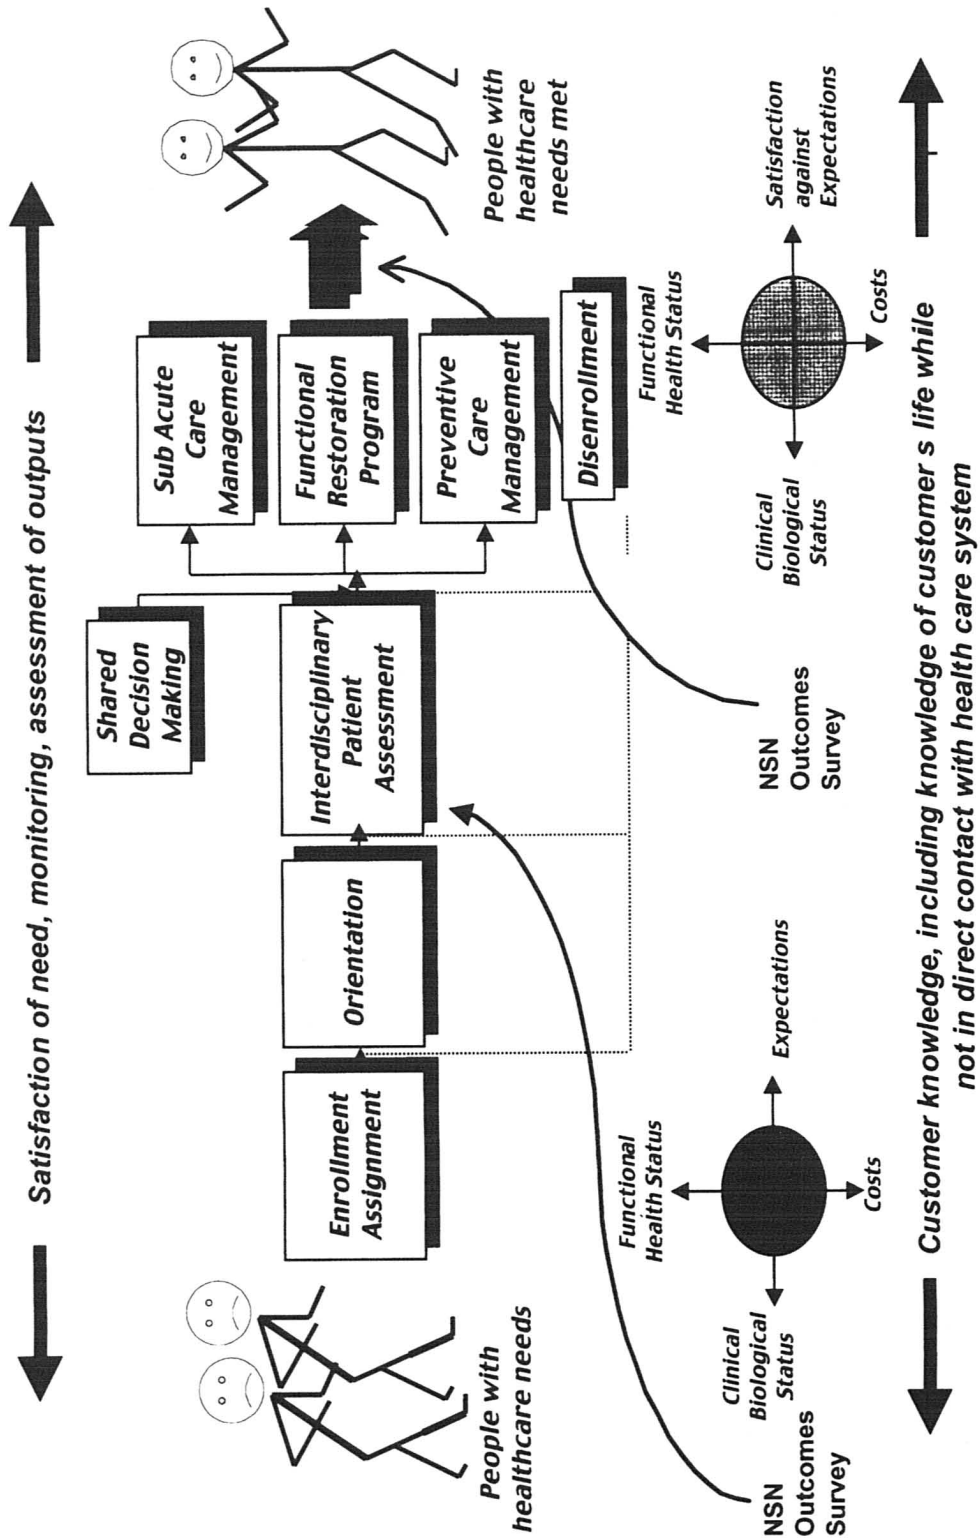 Satisfaction of need, monitoring, assessment of outputs
People with
healthcare needs
Enrollment
Assignment
Orientation
Interdisciplinary
Patient
Assessment
Shared
Decision
Making
Sub Acute
Care
Management
Functional
Restoration
Program
Preventive
Care
Management
Disenrollment
People with
healthcare
needs met
NSN
Outcomes
Survey
Clinical
Biological
Status
Functional
Health Status
Expectations
Costs
NSN
Outcomes
Survey
Clinical
Biological
Status
Functional
Health Status
Satisfaction
against
Expectations
Costs
Customer knowledge, including knowledge of customer s life while
not in direct contact with health care system